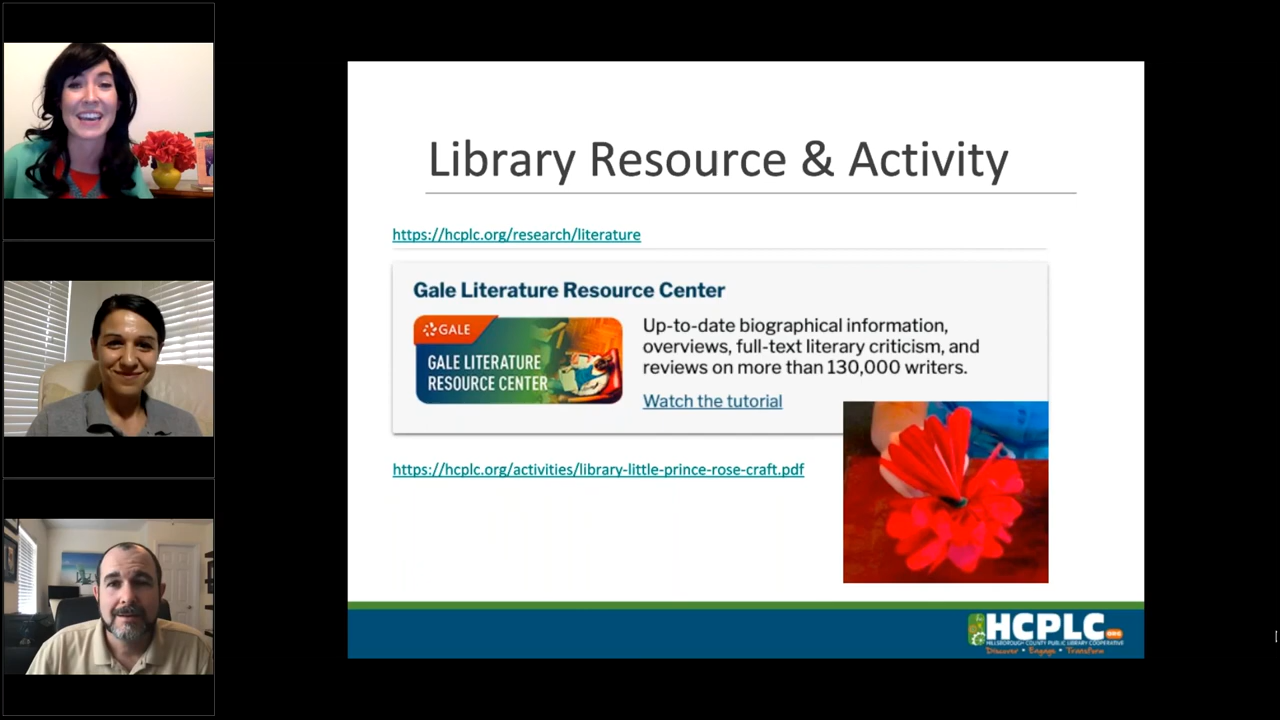 Library Resource & Activity
https://hcplc.org/research/literature
Gale Literature Resource Center
GALE
GALE LITERATURE
RESOURCE CENTER
Up-to-date biographical information,
overviews, full-text literary criticism, and
reviews on more than 130,000 writers.
Watch the tutorial
https://hcplc.org/activities/library-little-prince-rose-craft.pdf
HCPLC.ORG
HILLSBOROUGH COUNTY PUBLIC LIBRARY COOPERATIVE
Discover • Engage • Transform